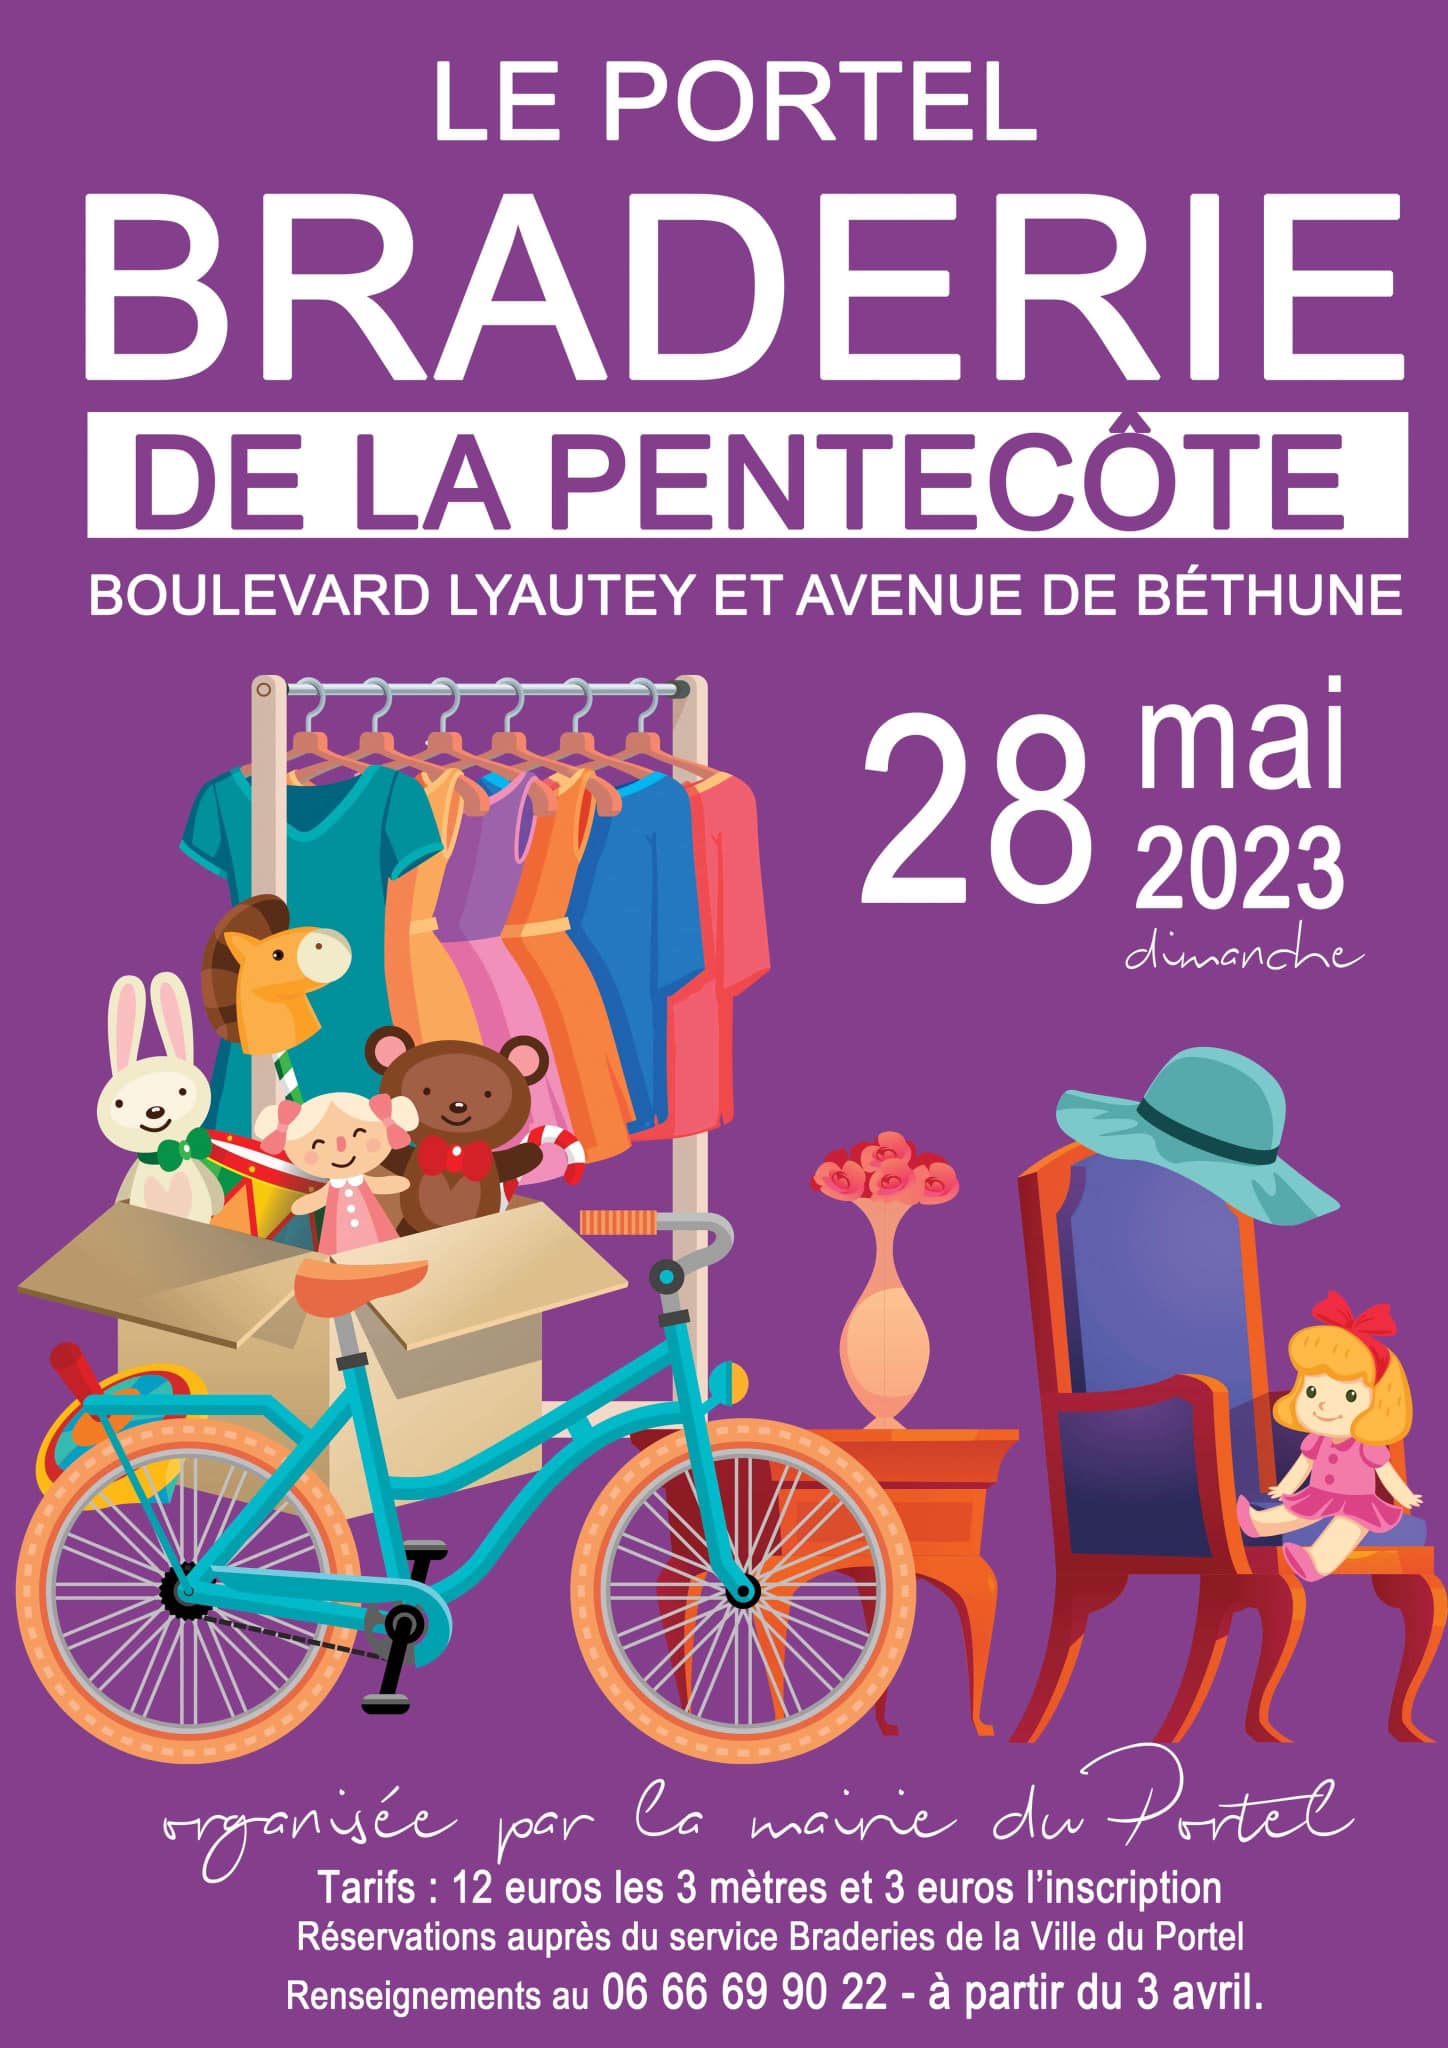 LE PORTEL
BRADERIE
DE LA PENTECÔTE
BOULEVARD LYAUTEY ET AVENUE DE BÉTHUNE
28 mai
2023
dimanche
organisée par la mairie du Portel
Tarifs : 12 euros les 3 mètres et 3 euros l’inscription
Réservations auprès du service Braderies de la Ville du Portel
Renseignements au 06 66 69 90 22 - à partir du 3 avril.